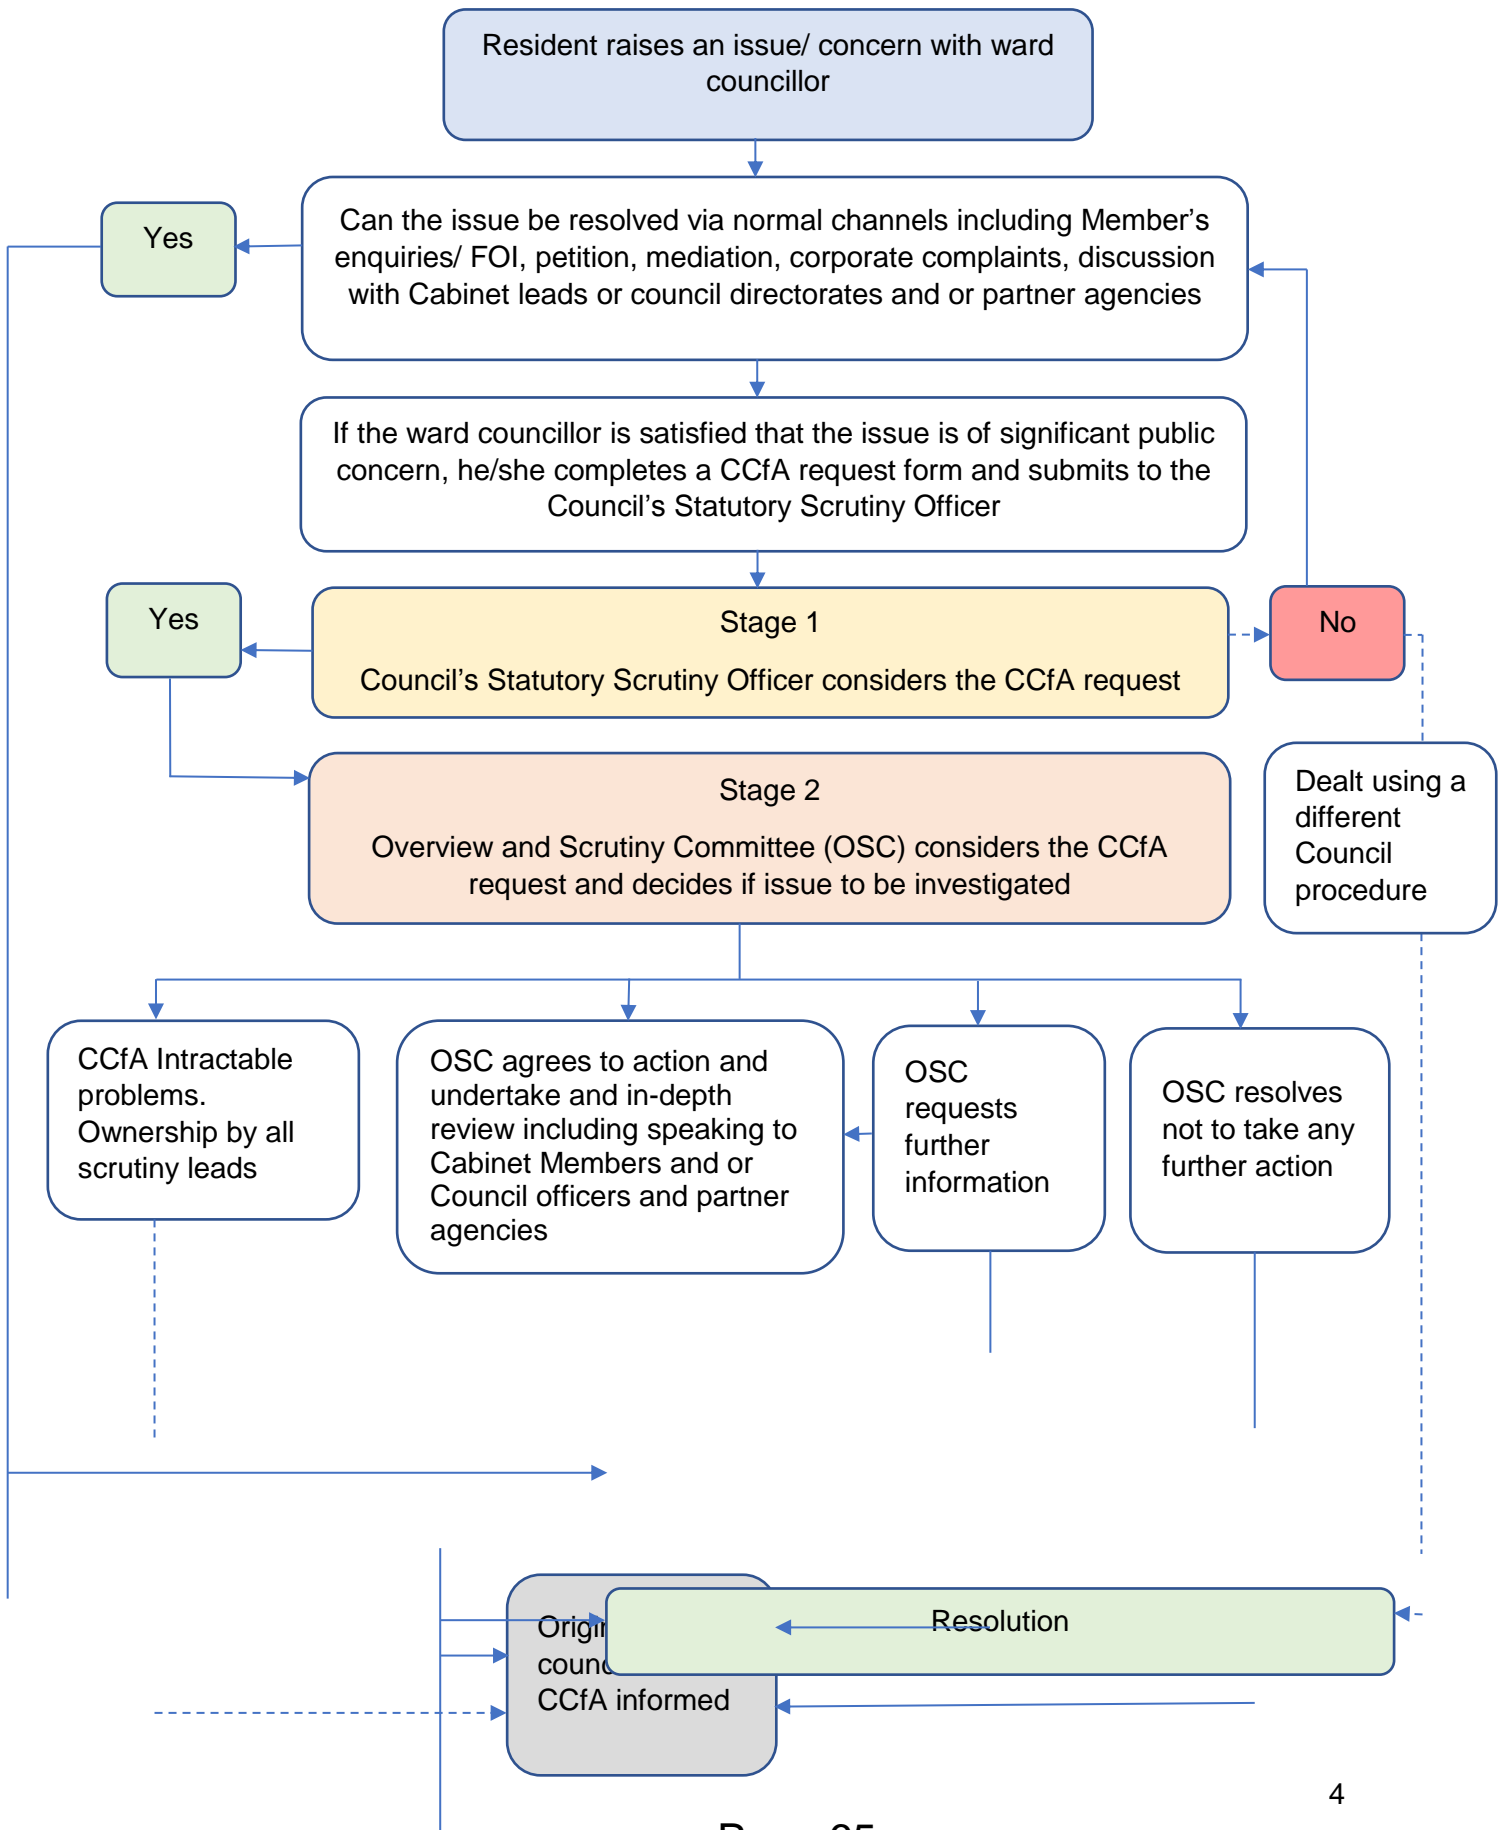 Resident raises an issue/ concern with ward
councillor
Yes
Can the issue be resolved via normal channels including Member’s
enquiries/ FOI, petition, mediation, corporate complaints, discussion
with Cabinet leads or council directorates and or partner agencies
If the ward councillor is satisfied that the issue is of significant public
concern, he/she completes a CCfA request form and submits to the
Council’s Statutory Scrutiny Officer
Yes
Stage 1
Council’s Statutory Scrutiny Officer considers the CCfA request
No
Stage 2
Overview and Scrutiny Committee (OSC) considers the CCfA
request and decides if issue to be investigated
Dealt using a
different
Council
procedure
CCfA Intractable
problems.
Ownership by all
scrutiny leads
OSC agrees to action and
undertake and in-depth
review including speaking to
Cabinet Members and or
Council officers and partner
agencies
OSC
requests
further
information
OSC resolves
not to take any
further action
Resolution
CCfA informed
4